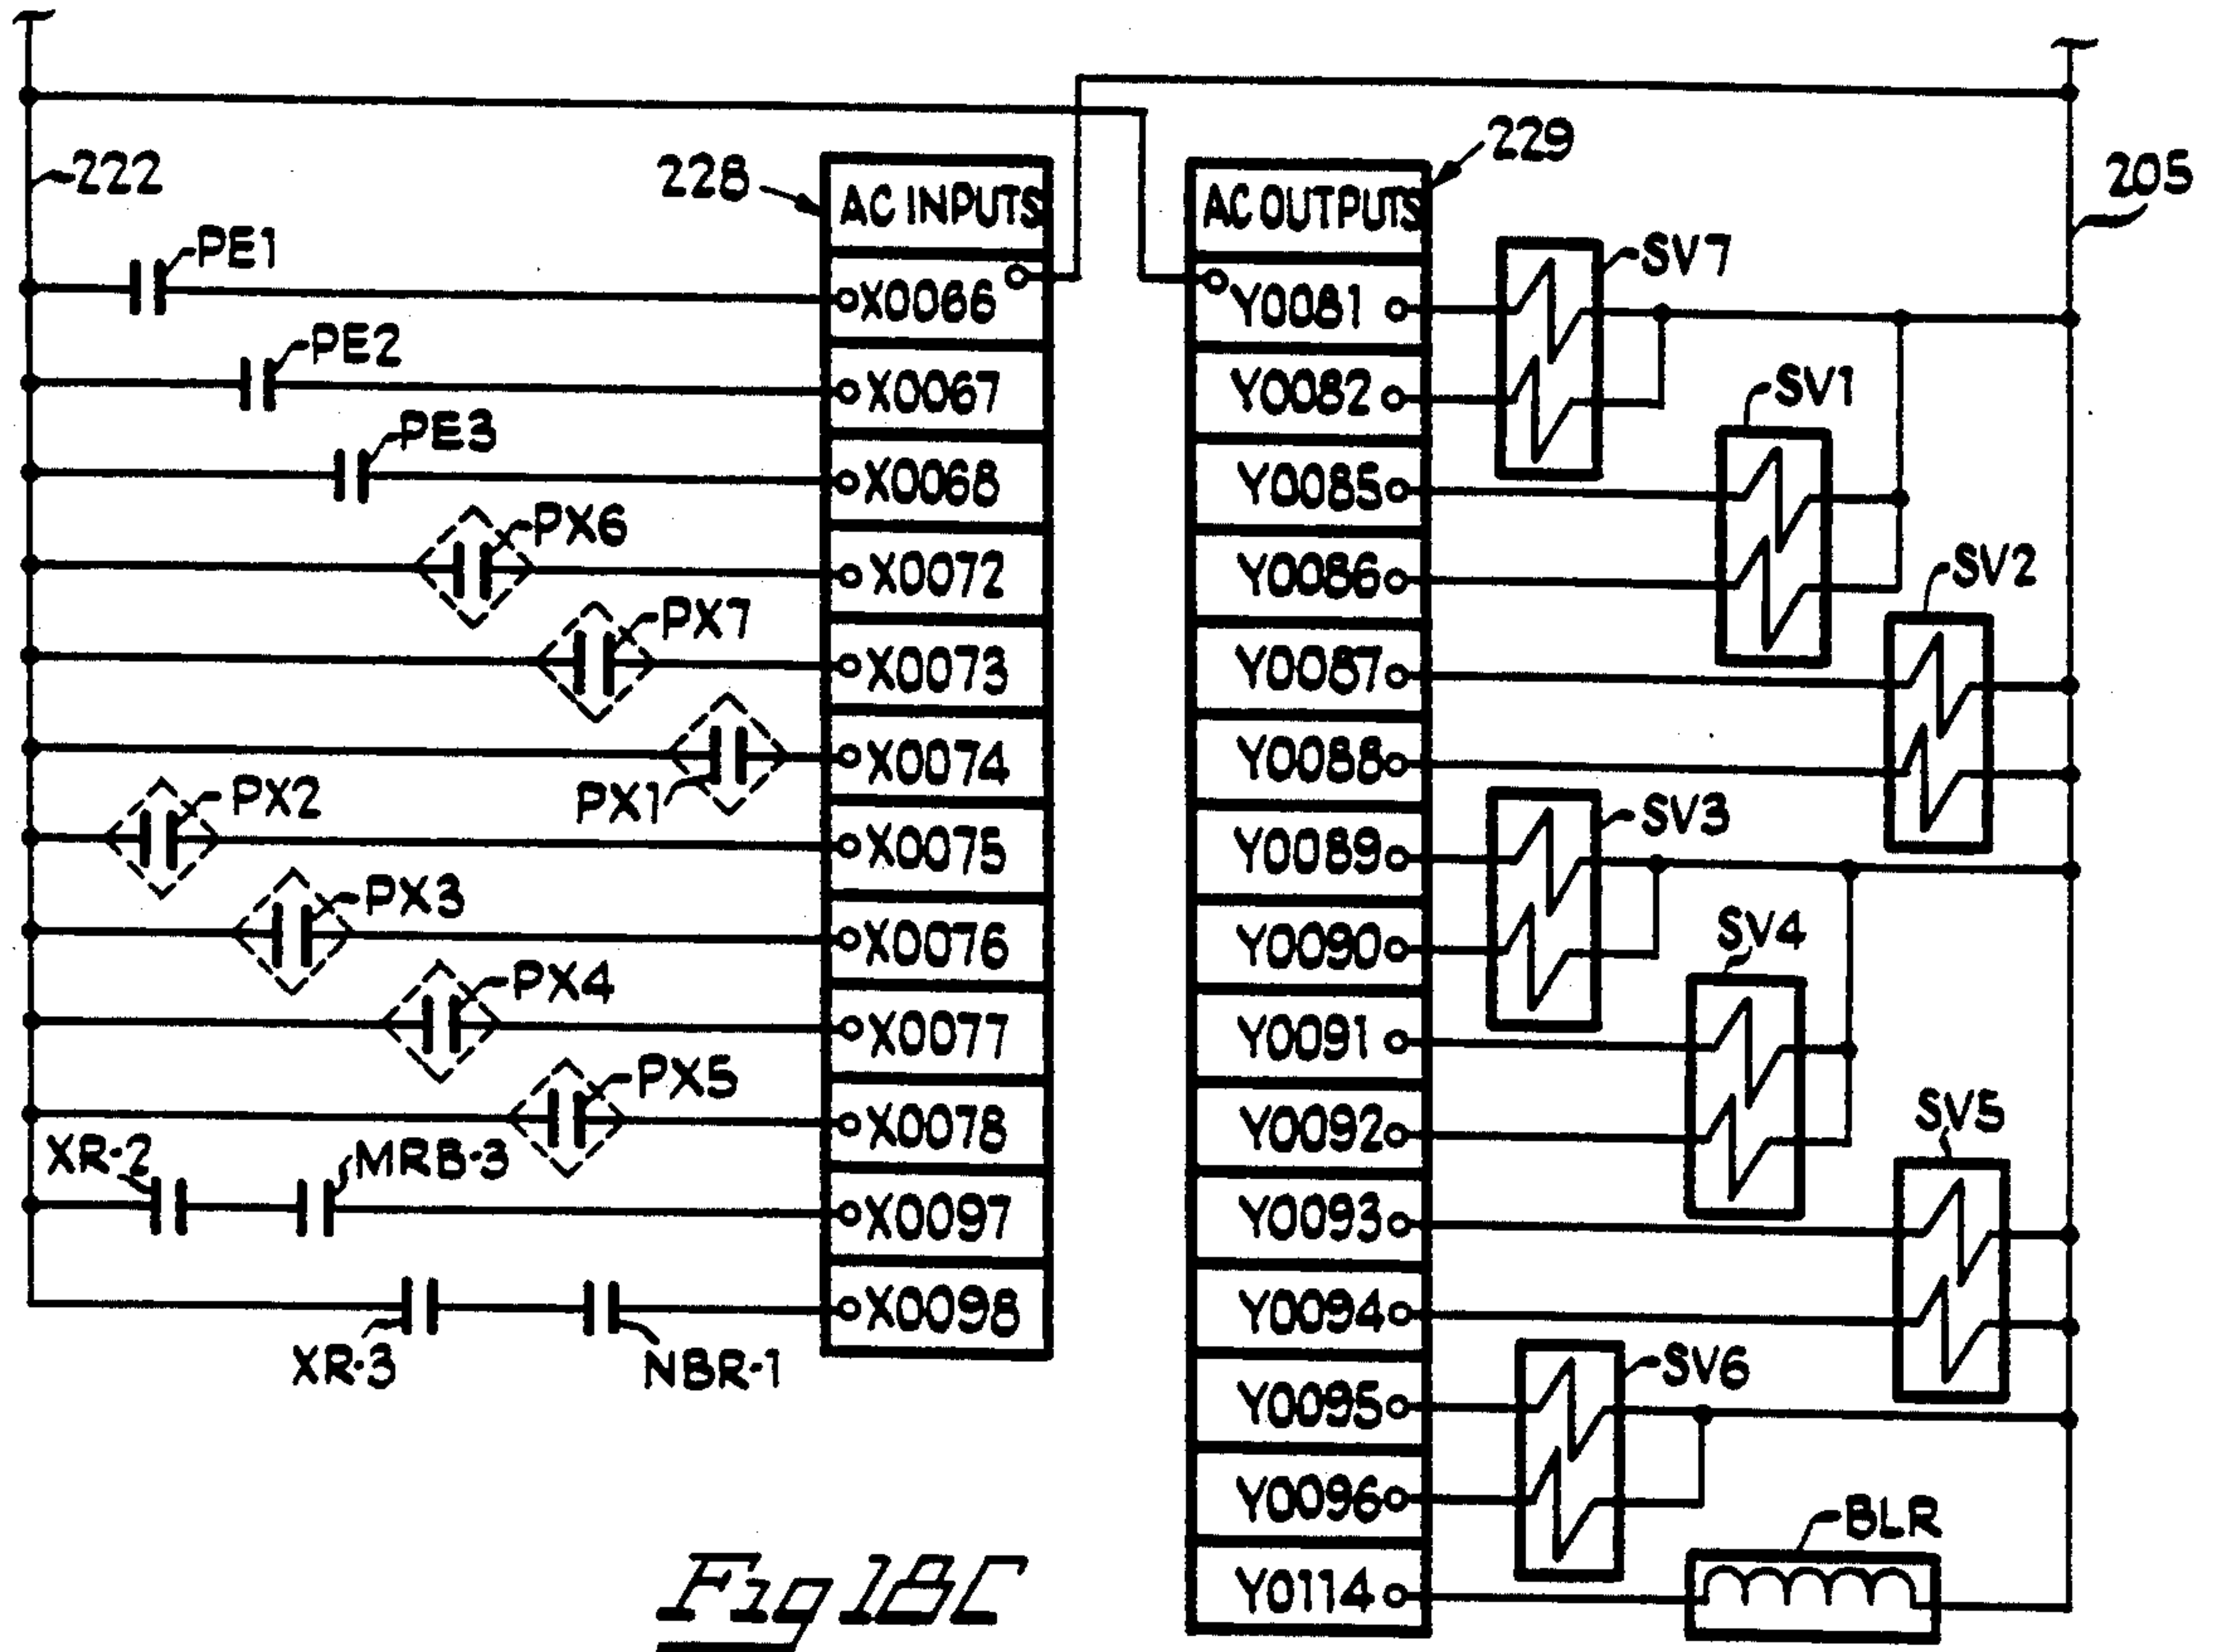 222
228
229
205
AC INPUTS
AC OUTPUTS
PE1
X0066
Y0081
SV7
PE2
X0067
Y0082
SV1
PE3
X0068
Y0085
PX6
X0072
Y0086
SV2
PX7
X0073
Y0087
PX1
X0074
Y0088
PX2
X0075
Y0089
SV3
PX3
X0076
Y0090
SV4
PX4
X0077
Y0091
PX5
X0078
Y0092
SV5
XR-2
MRB-3
X0097
Y0093
XR-3
NBR-1
X0098
Y0094
Y0095
SV6
Y0096
Y0114
BLR
Fig 18C